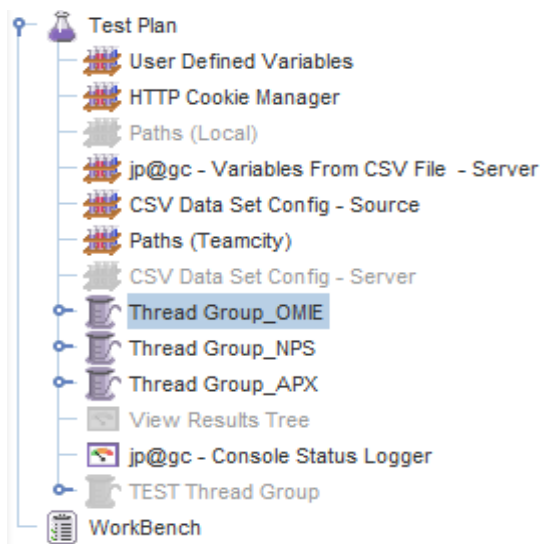 Test Plan
User Defined Variables
HTTP Cookie Manager
Paths (Local)
jp@gc - Variables From CSV File - Server
CSV Data Set Config - Source
Paths (Teamcity)
CSV Data Set Config - Server
Thread Group_OMIE
Thread Group_NPS
Thread Group_APX
View Results Tree
jp@gc - Console Status Logger
TEST Thread Group
WorkBench